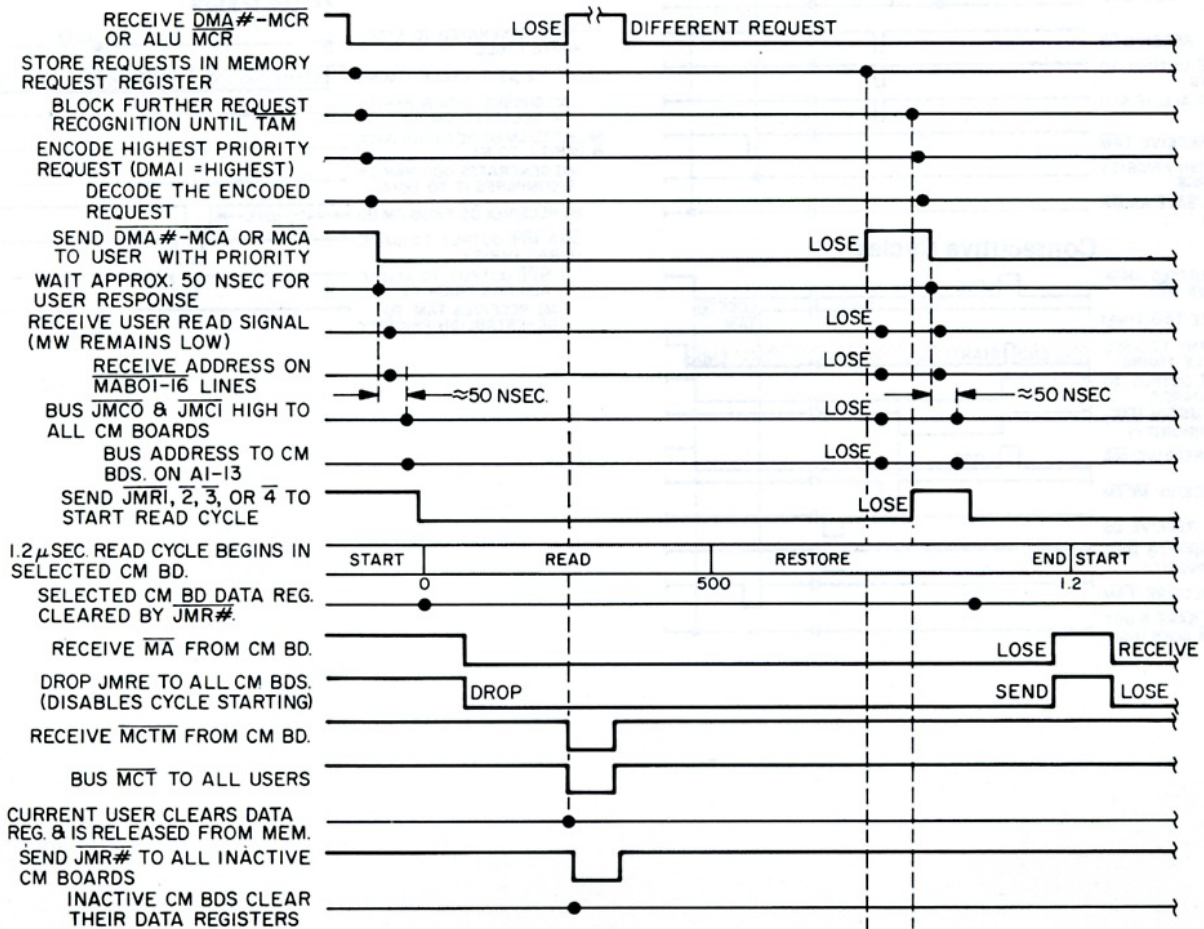 RECEIVE DMA#-MCR
OR ALU MCR
LOSE
DIFFERENT REQUEST
STORE REQUESTS IN MEMORY
REQUEST REGISTER
BLOCK FURTHER REQUEST
RECOGNITION UNTIL TAM
ENCODE HIGHEST PRIORITY
REQUEST (DMA1 =HIGHEST)
DECODE THE ENCODED
REQUEST
SEND DMA#-MCA OR MCA
TO USER WITH PRIORITY
LOSE
WAIT APPROX. 50 NSEC FOR
USER RESPONSE
RECEIVE USER READ SIGNAL
(MW REMAINS LOW)
LOSE
RECEIVE ADDRESS ON
MAB01-16 LINES
LOSE
≈50 NSEC.
≈50 NSEC
BUS JMC0 & JMC1 HIGH TO
ALL CM BOARDS
LOSE
BUS ADDRESS TO CM
BDS. ON A1-13
LOSE
SEND JMR1, 2, 3, OR 4 TO
START READ CYCLE
LOSE
1.2 μSEC. READ CYCLE BEGINS IN
SELECTED CM BD.
START READ RESTORE END START
0 500 1.2
SELECTED CM BD DATA REG.
CLEARED BY JMR#.
RECEIVE MA FROM CM BD.
LOSE RECEIVE
DROP JMRE TO ALL CM BDS.
(DISABLES CYCLE STARTING)
DROP
SEND LOSE
RECEIVE MCTM FROM CM BD.
BUS MCT TO ALL USERS
CURRENT USER CLEARS DATA
REG. & IS RELEASED FROM MEM.
SEND JMR# TO ALL INACTIVE
CM BOARDS
INACTIVE CM BDS CLEAR
THEIR DATA REGISTERS